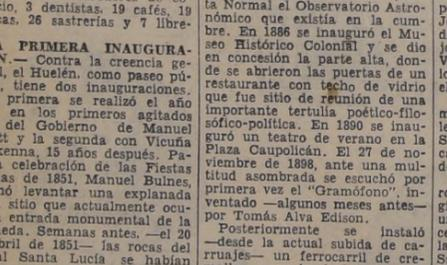 cio, 3 dentistas. 19 cafés, 19
as, 26 sastrerías y 7 libre-
A PRIMERA INAUGURA-
N.— Contra la creencia ge-
l, el Huelén, como paseo pú-
, tiene dos inauguraciones.
primera se realizó el año
en los primeros agitados
del Gobierno de Manuel
tt y la segunda con Vicuña
enna, 15 años después. Pa-
celebración de las Fiestas
as de 1851, Manuel Bulnes,
nó levantar una explanada
sitio que actualmente ocu-
entrada monumental de la
eda. Semanas antes. —el 20
bril de 1851— las rocas del
al Santa Lucía se habían
ta Normal el Observatorio Astro-
nómico que existía en la cum-
bre. En 1886 se inauguró el Mu-
seo Histórico Colonial y se dio
en concesión la parte alta, don-
de se abrieron las puertas de un
restaurante con techo de vidrio
que fue sitio de reunión de una
importante tertulia poético-filo-
sófico-política. En 1890 se inau-
guró un teatro de verano en la
Plaza Caupolicán. El 27 de no-
viembre de 1898, ante una mul-
titud asombrada se escuchó por
primera vez el "Gramófono", in-
ventado —algunos meses antes—
por Tomás Alva Edison.
Posteriormente se instaló
—desde la actual subida de ca-
rruajes— un ferrocarril de cre-